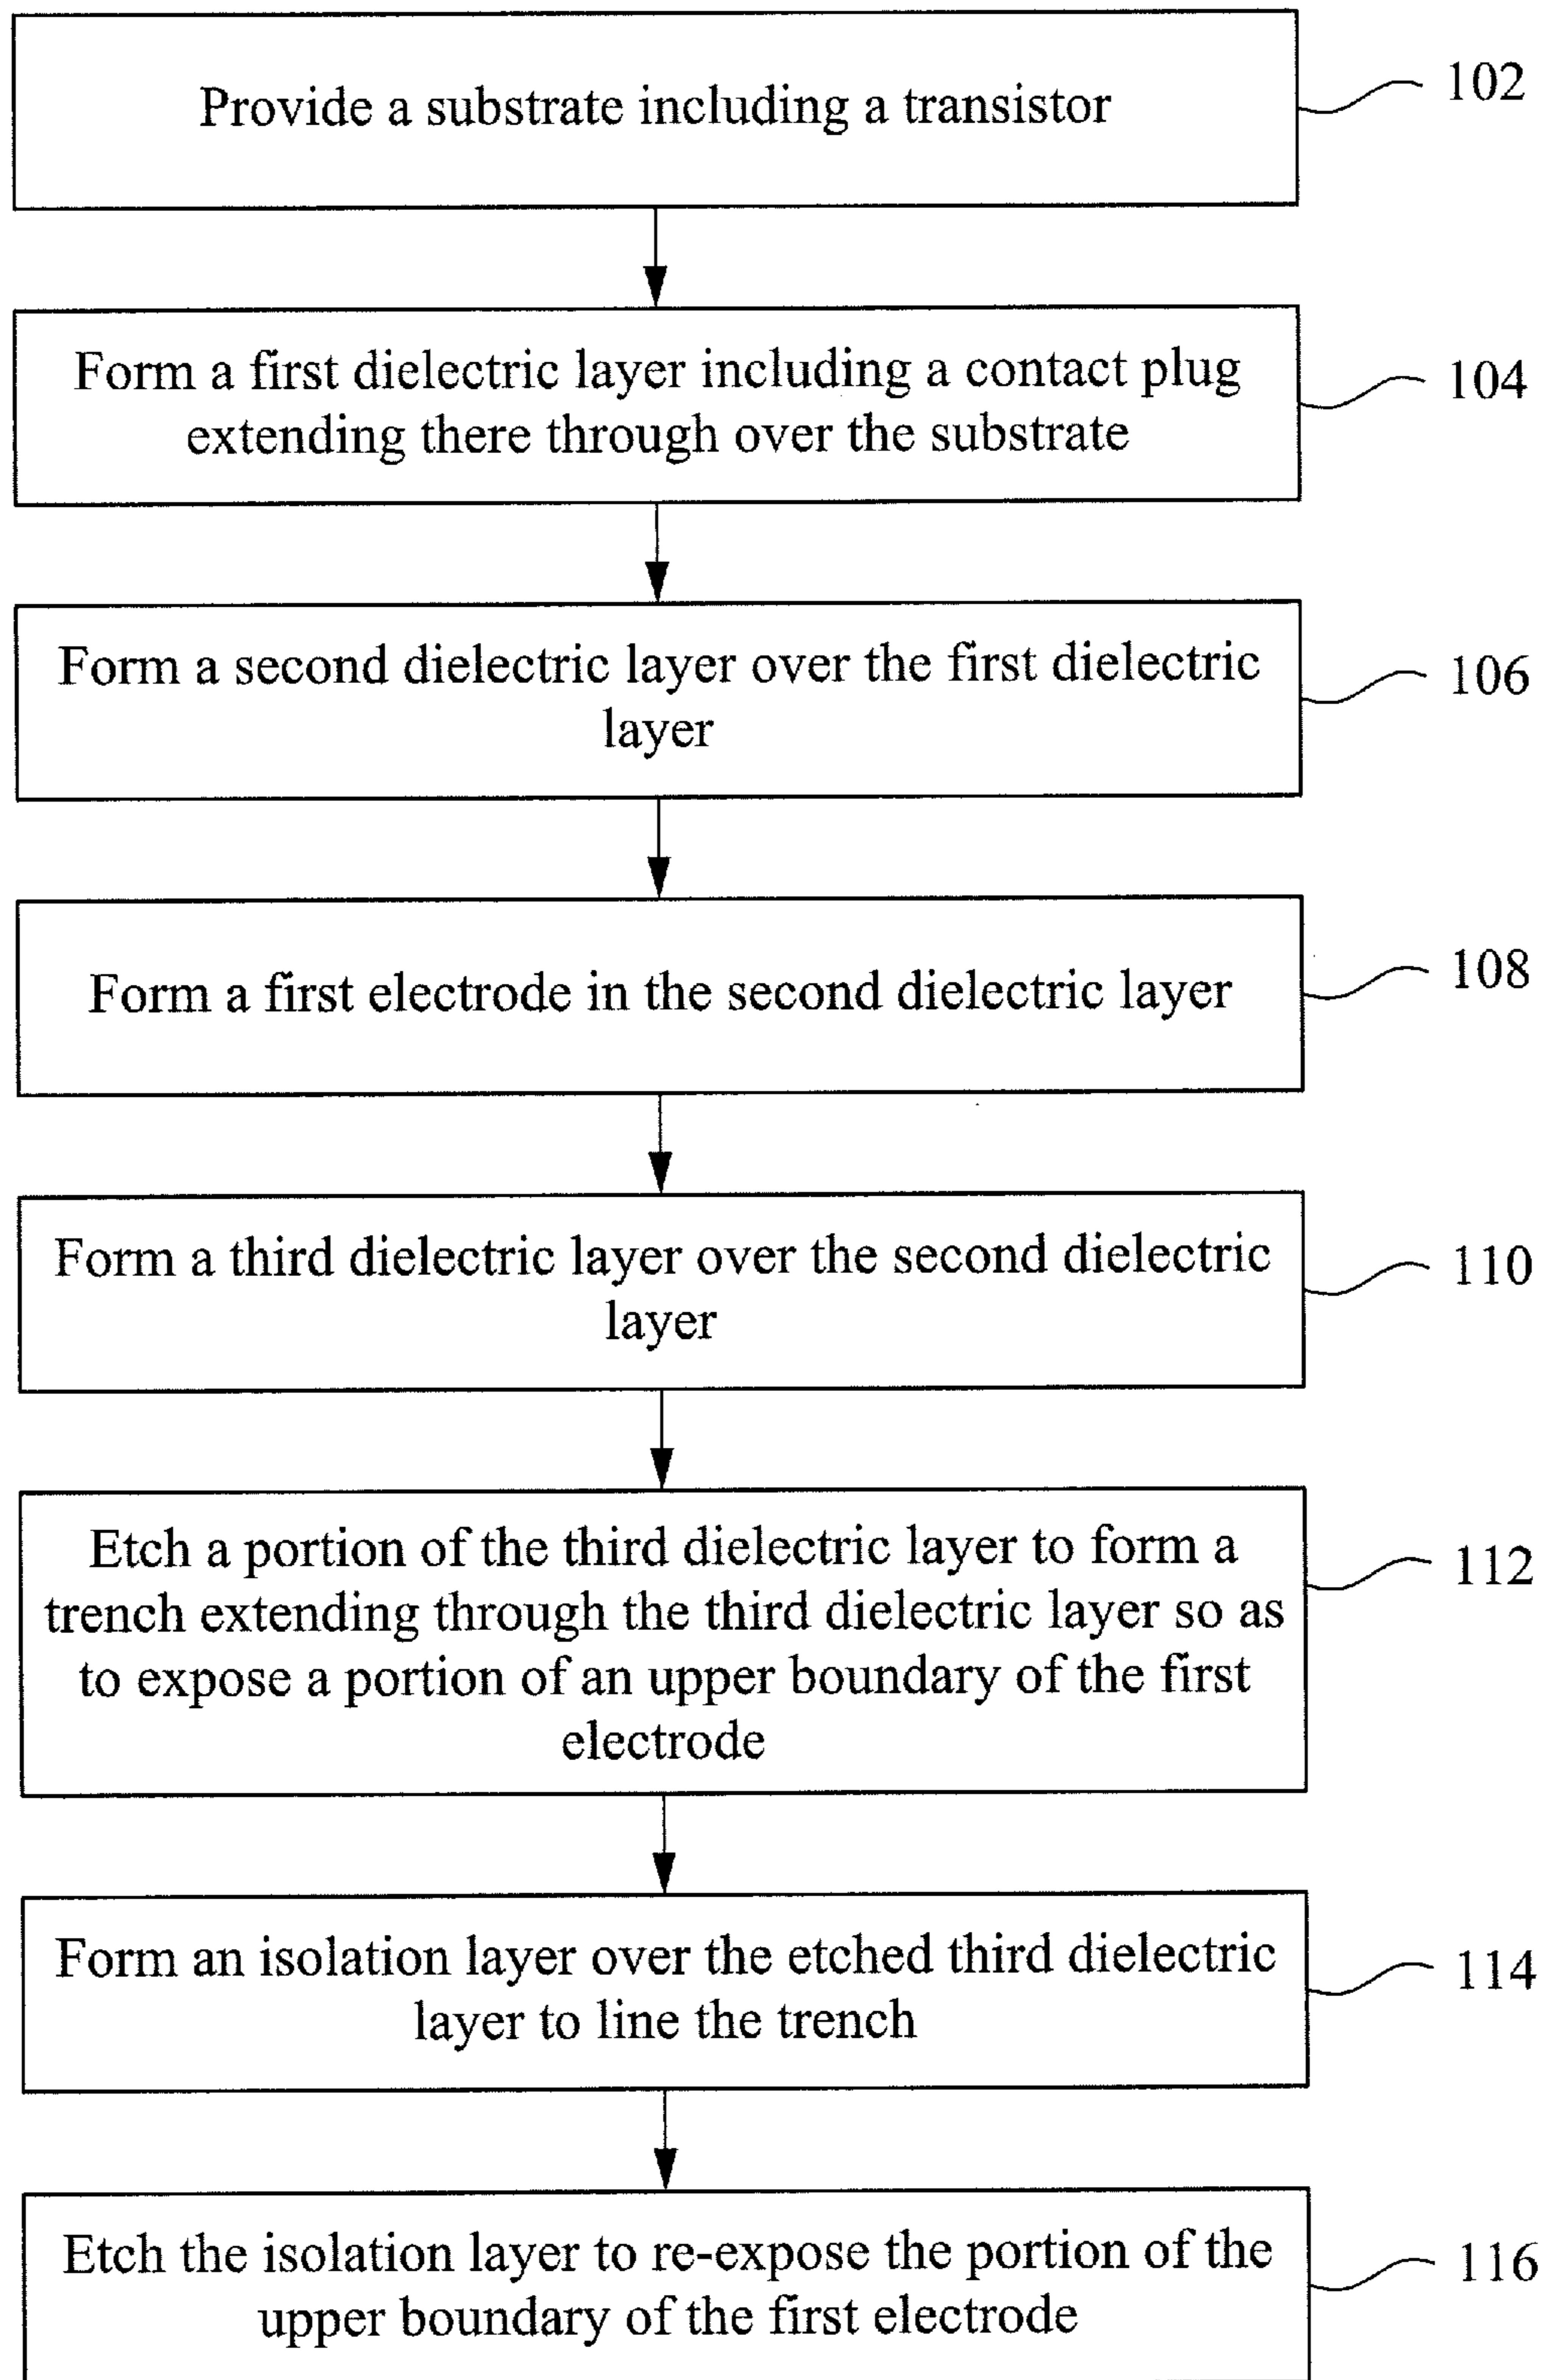 Provide a substrate including a transistor
102
Form a first dielectric layer including a contact plug
extending there through over the substrate
104
Form a second dielectric layer over the first dielectric
layer
106
Form a first electrode in the second dielectric layer
108
Form a third dielectric layer over the second dielectric
layer
110
Etch a portion of the third dielectric layer to form a
trench extending through the third dielectric layer so as
to expose a portion of an upper boundary of the first
electrode
112
Form an isolation layer over the etched third dielectric
layer to line the trench
114
Etch the isolation layer to re-expose the portion of the
upper boundary of the first electrode
116